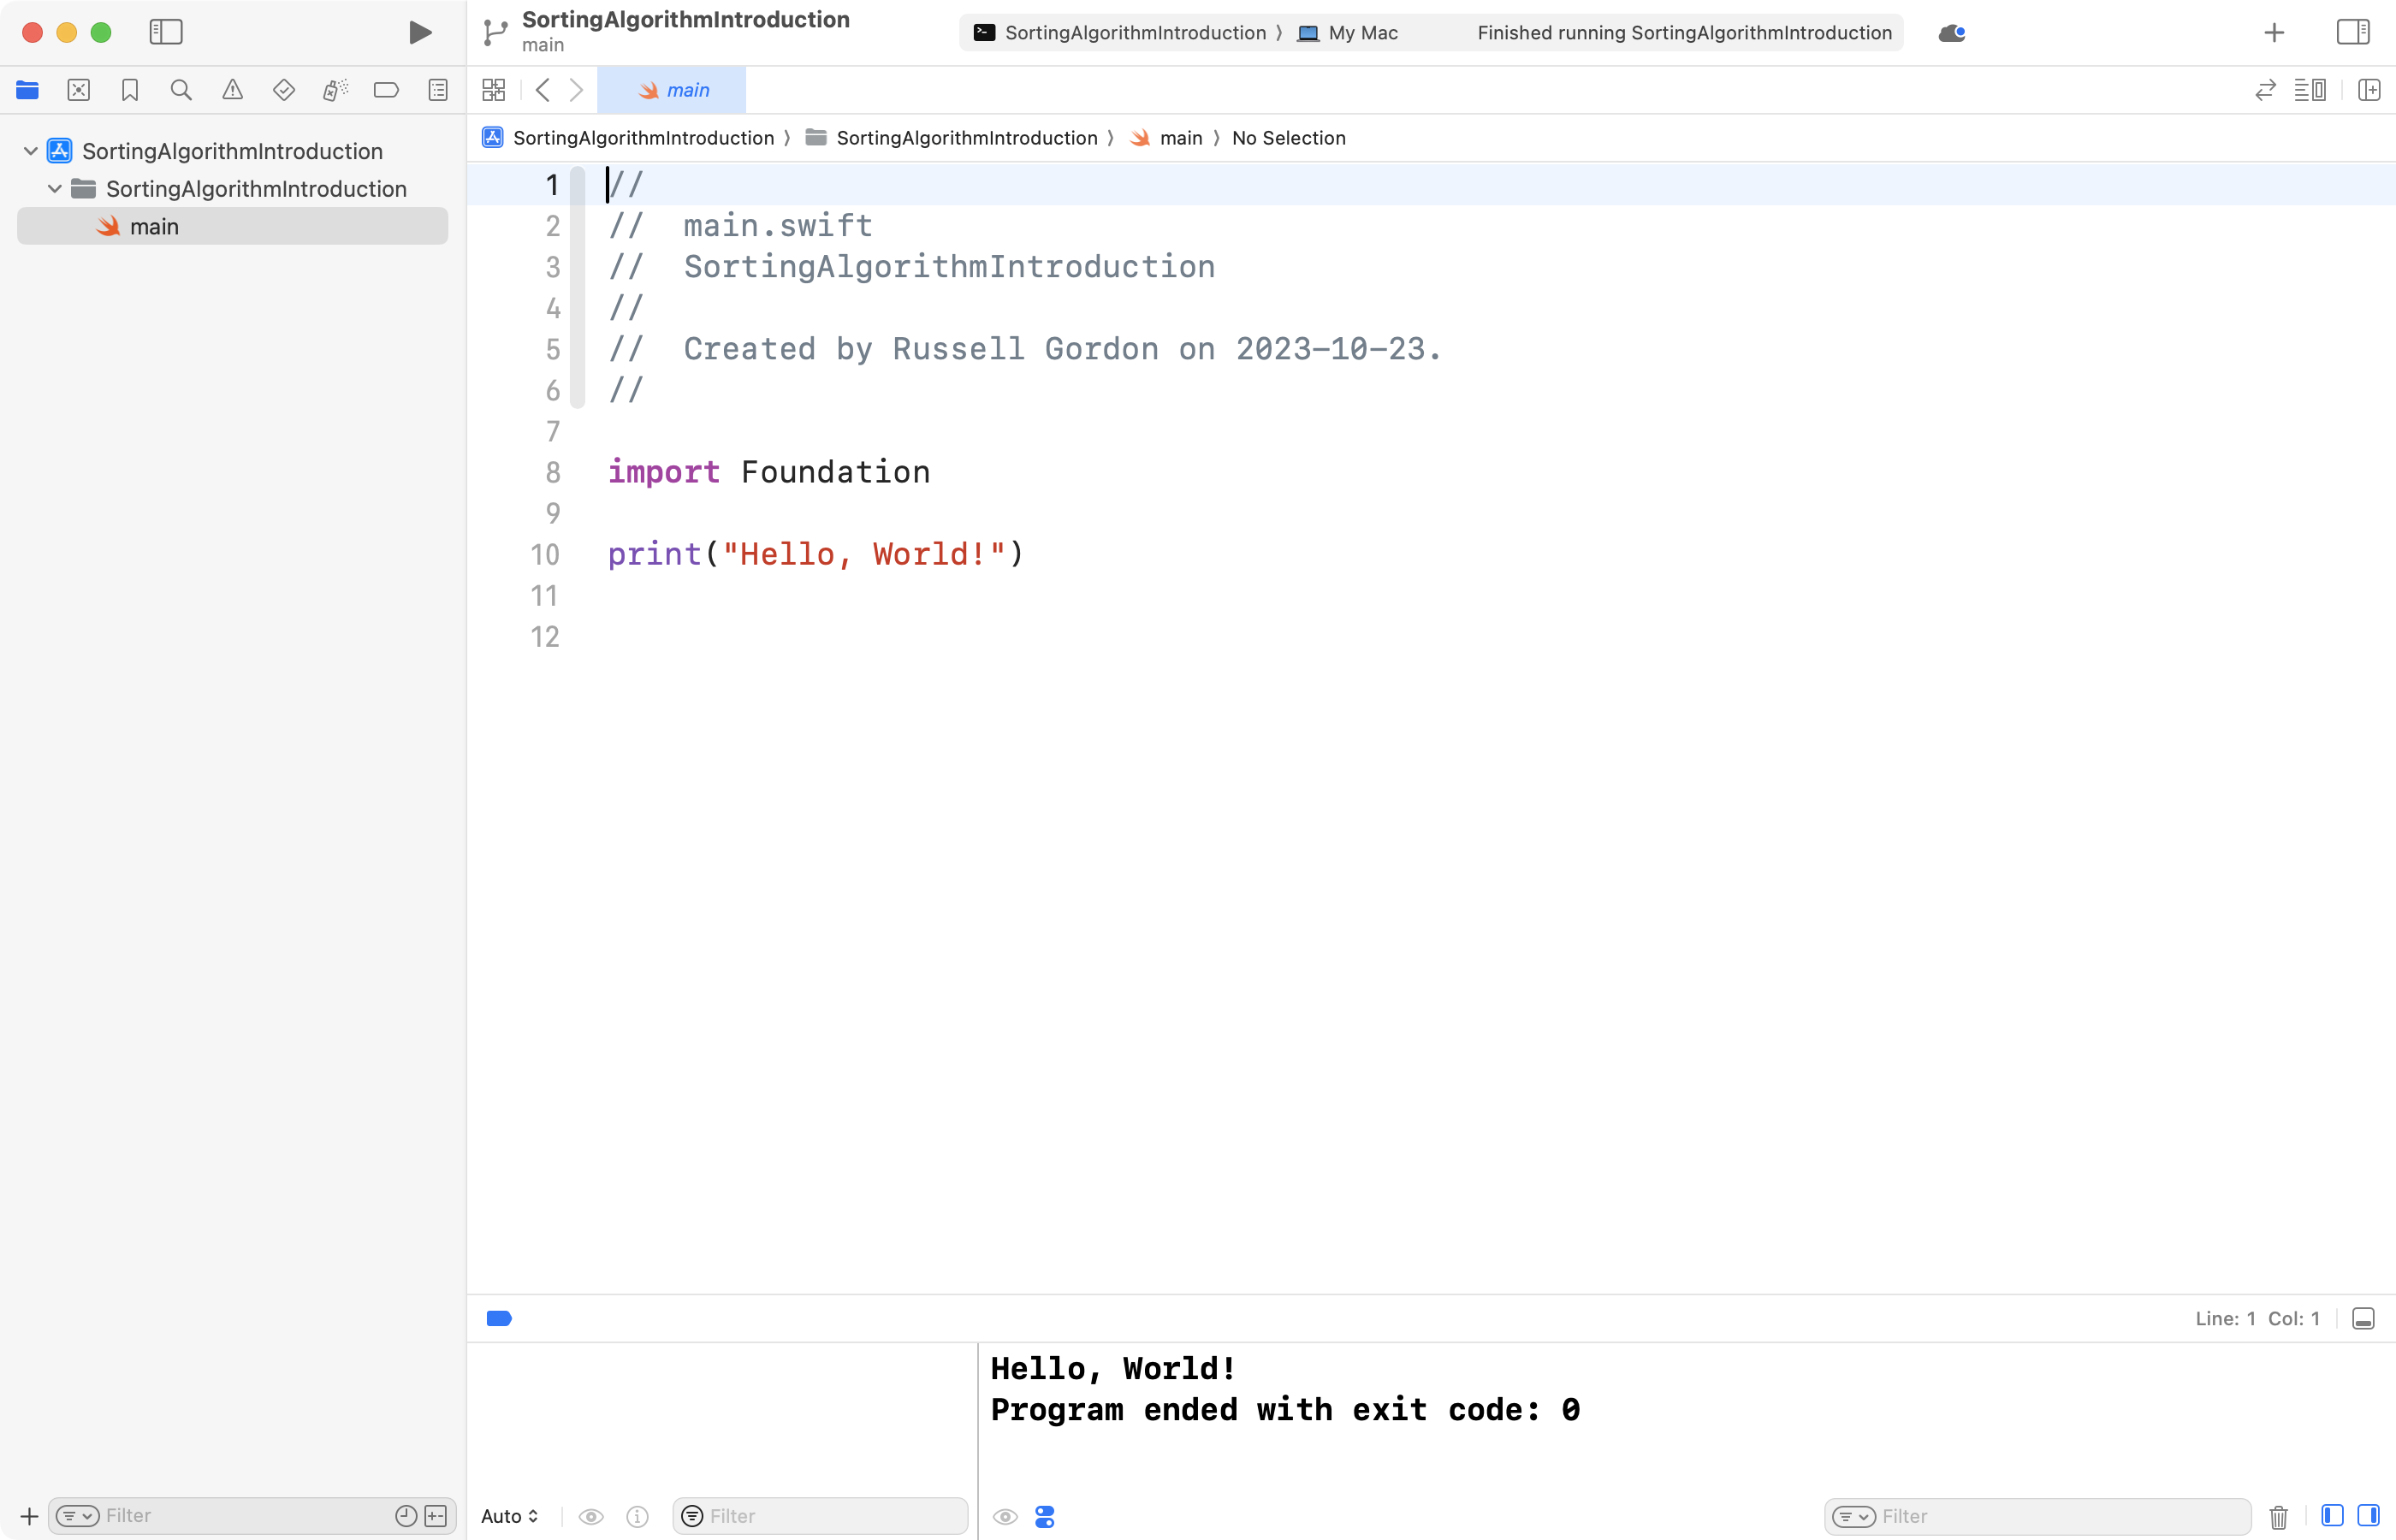 SortingAlgorithmIntroduction
main
SortingAlgorithmIntroduction 〉 My Mac
Finished running SortingAlgorithmIntroduction
main
SortingAlgorithmIntroduction 〉 SortingAlgorithmIntroduction 〉 main 〉 No Selection
SortingAlgorithmIntroduction
SortingAlgorithmIntroduction
main
1 //
2 //  main.swift
3 //  SortingAlgorithmIntroduction
4 //
5 //  Created by Russell Gordon on 2023-10-23.
6 //
7
8 import Foundation
9
10 print("Hello, World!")
11
12
Line: 1 Col: 1
Hello, World!
Program ended with exit code: 0
Filter
Auto
Filter
Filter